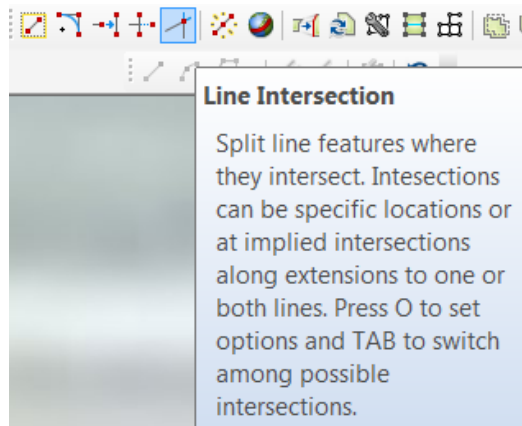 Line Intersection
Split line features where
they intersect. Intesections
can be specific locations or
at implied intersections
along extensions to one or
both lines. Press O to set
options and TAB to switch
among possible
intersections.